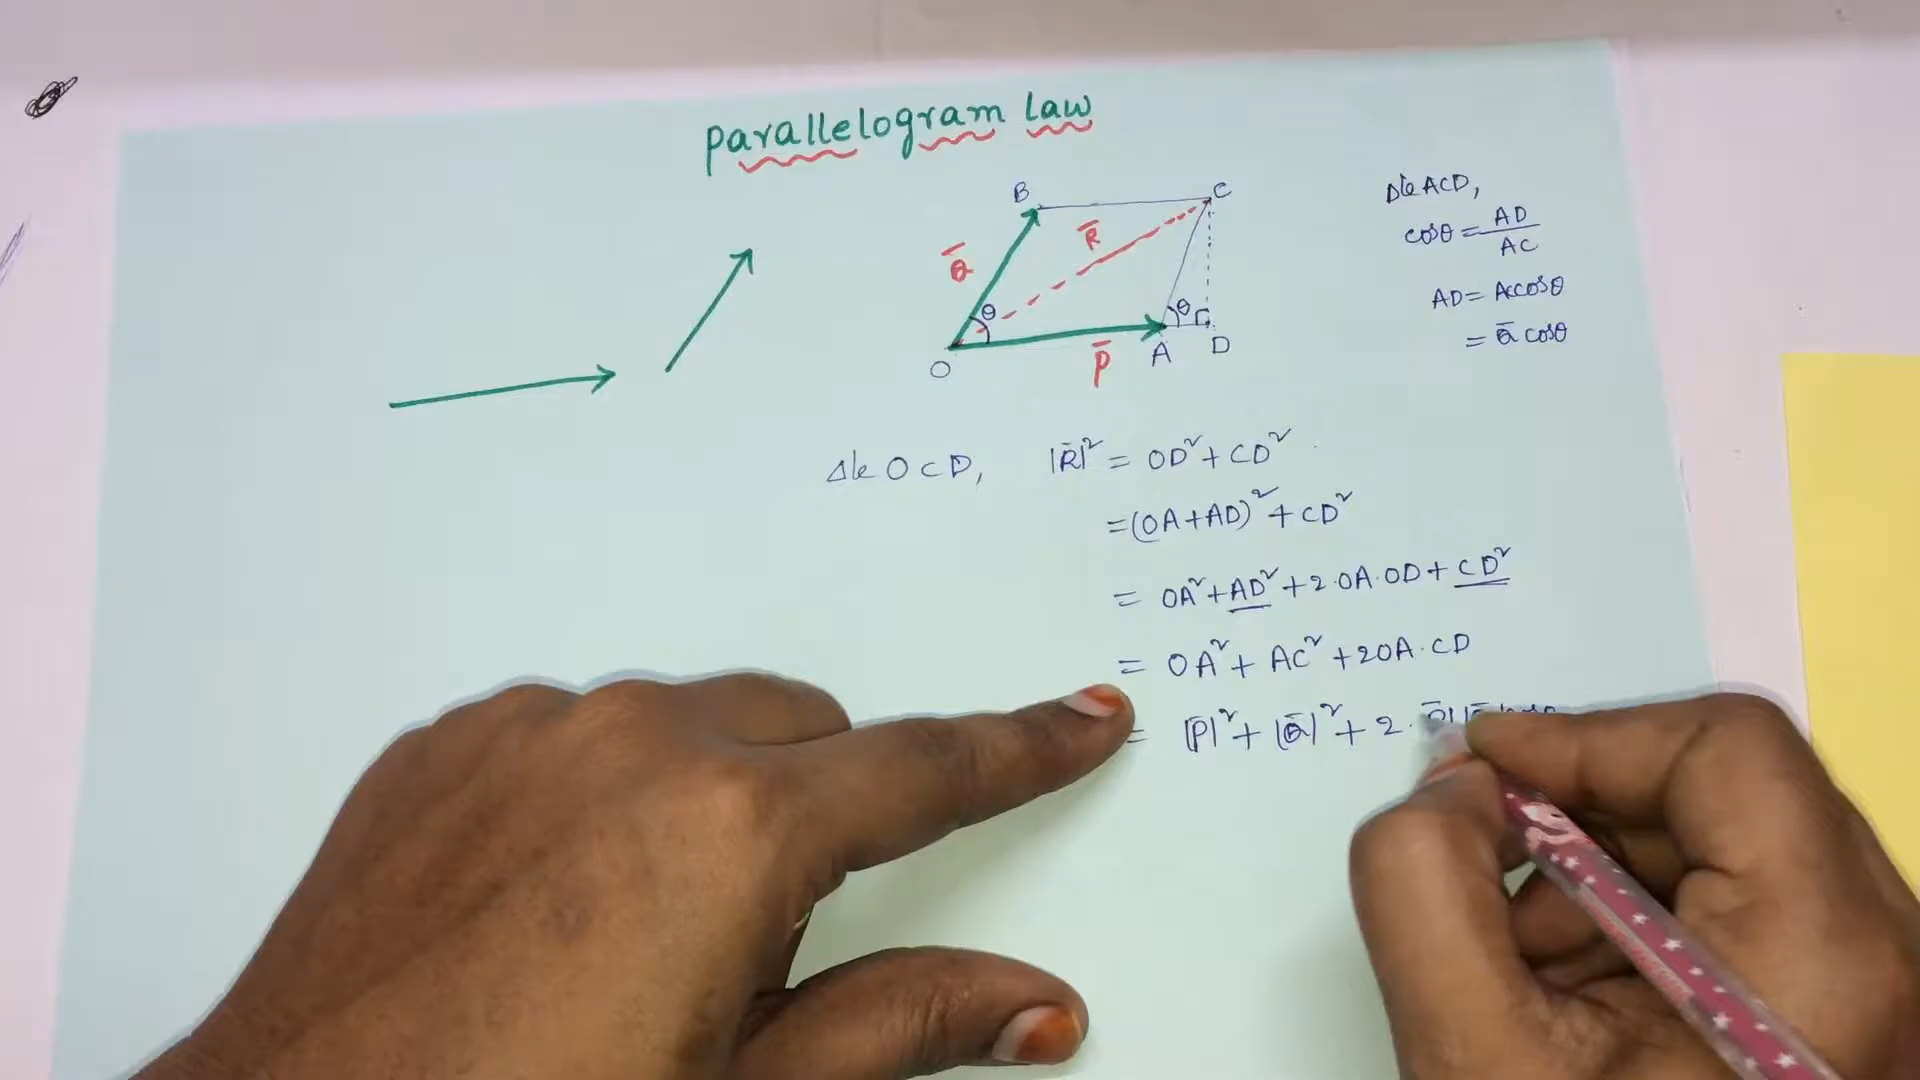 Parallelogram law
B
C
Q̅
R̅
θ
θ
O
P̅
A
D
Δle ACD,
cosθ = AD/AC
AD = ACcosθ
= Q̅ cosθ
Δle OCD, |R̅|² = OD² + CD²
= (OA+AD)² + CD²
= OA² + AD² + 2·OA·OD + CD²
= OA² + AC² + 2OA·CD
= |P̅|² + |Q̅|² + 2·